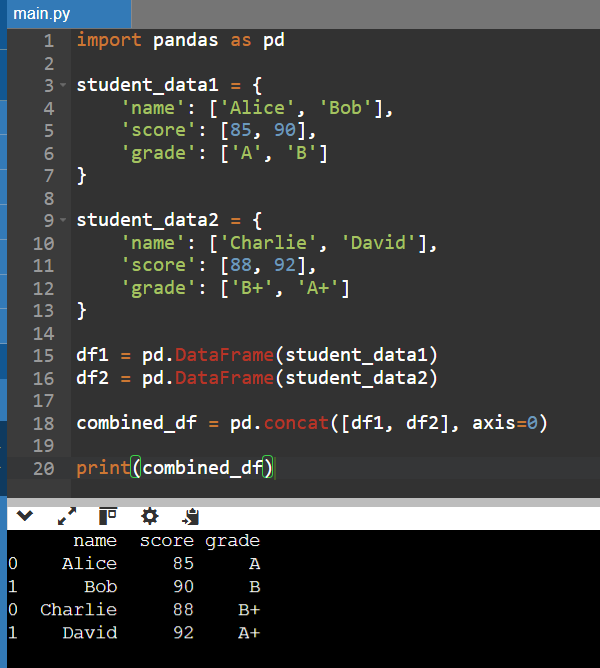 main.py
1 import pandas as pd
2
3 student_data1 = {
4     'name': ['Alice', 'Bob'],
5     'score': [85, 90],
6     'grade': ['A', 'B']
7 }
8
9 student_data2 = {
10     'name': ['Charlie', 'David'],
11     'score': [88, 92],
12     'grade': ['B+', 'A+']
13 }
14
15 df1 = pd.DataFrame(student_data1)
16 df2 = pd.DataFrame(student_data2)
17
18 combined_df = pd.concat([df1, df2], axis=0)
19
20 print(combined_df)
      name  score grade
0    Alice     85     A
1      Bob     90     B
0  Charlie     88    B+
1    David     92    A+